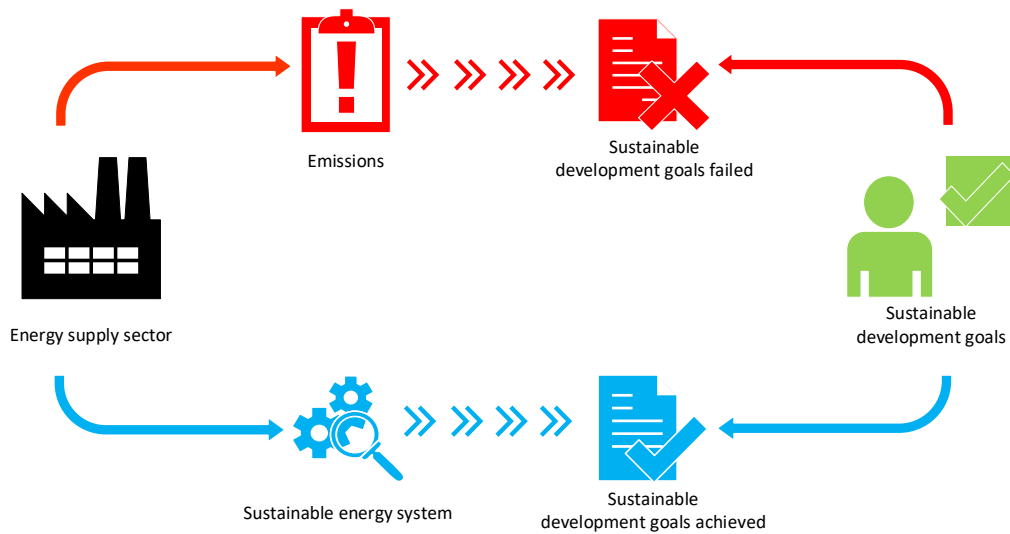 Emissions
Sustainable
development goals failed
Energy supply sector
Sustainable
development goals
Sustainable energy system
Sustainable
development goals achieved